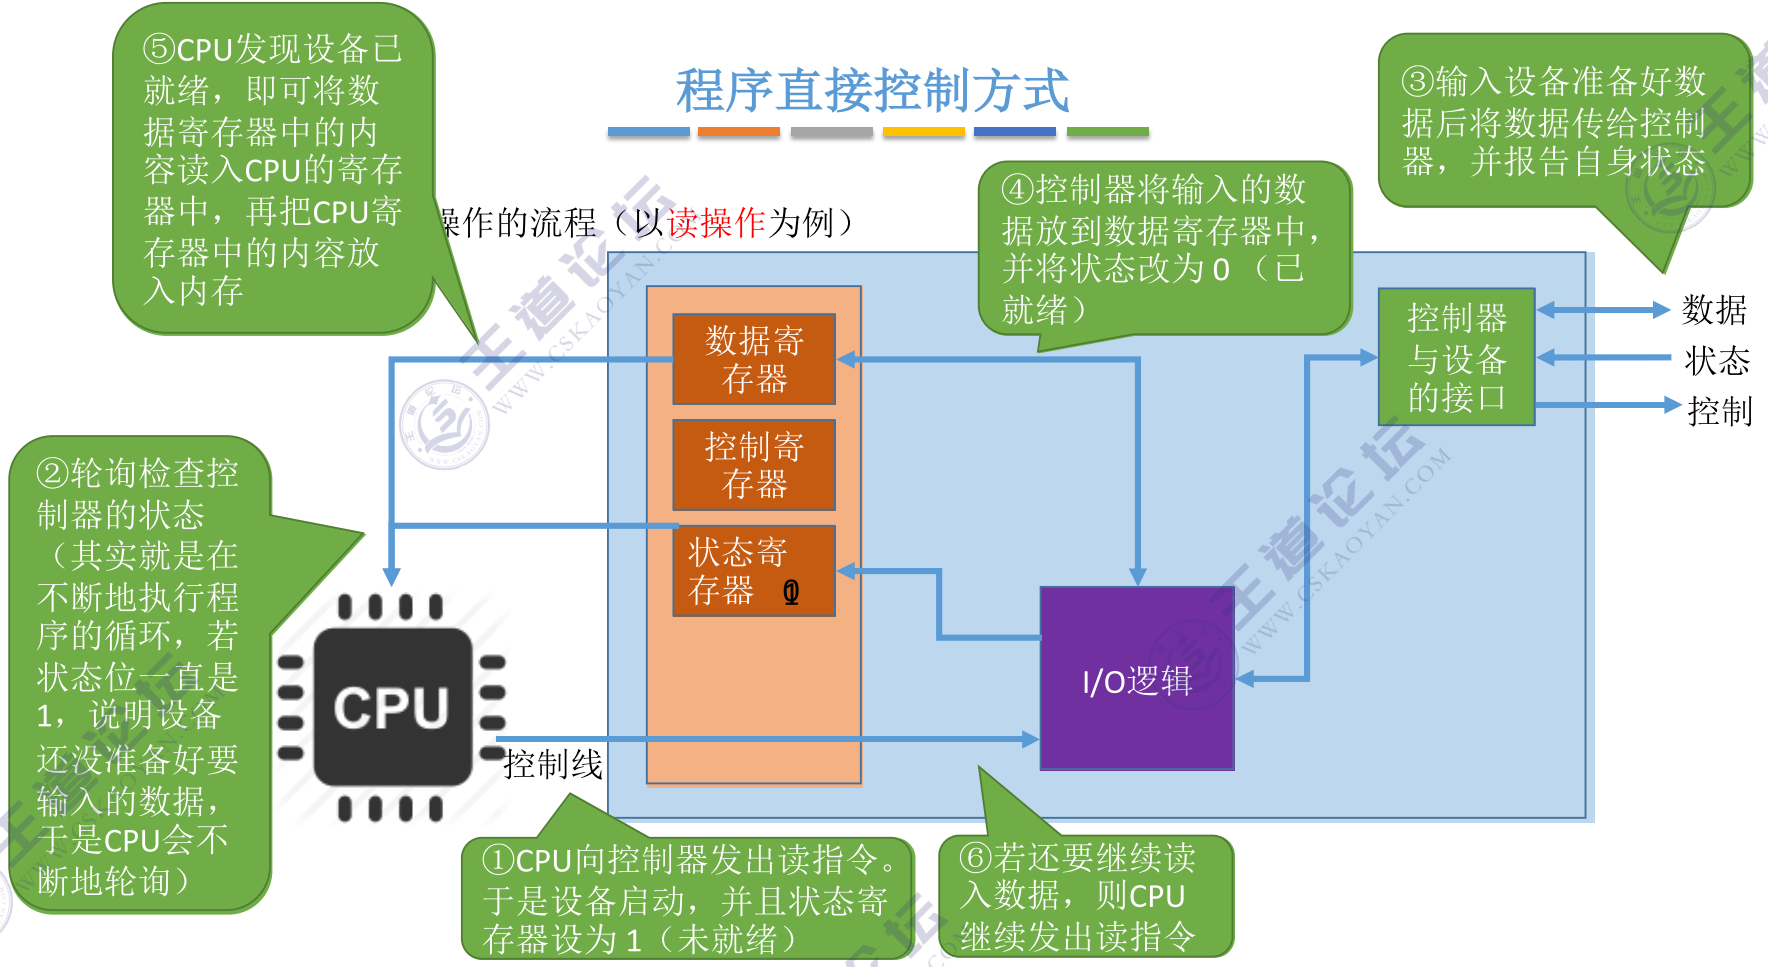 程序直接控制方式
操作的流程（以读操作为例）
⑤CPU发现设备已
就绪，即可将数
据寄存器中的内
容读入CPU的寄存
器中，再把CPU寄
存器中的内容放
入内存
④控制器将输入的数
据放到数据寄存器中，
并将状态改为0（已
就绪）
③输入设备准备好数
据后将数据传给控制
器，并报告自身状态
数据寄
存器
控制寄
存器
状态寄
存器
控制器
与设备
的接口
数据
状态
控制
②轮询检查控
制器的状态
（其实就是在
不断地执行程
序的循环，若
状态位一直是
1，说明设备
还没准备好要
输入的数据，
于是CPU会不
断地轮询）
CPU
I/O逻辑
控制线
①CPU向控制器发出读指令。
于是设备启动，并且状态寄
存器设为1（未就绪）
⑥若还要继续读
入数据，则CPU
继续发出读指令
王道论坛
WWW.CSKAOYAN.COM
王道论坛
WWW.CSKAOYAN.COM